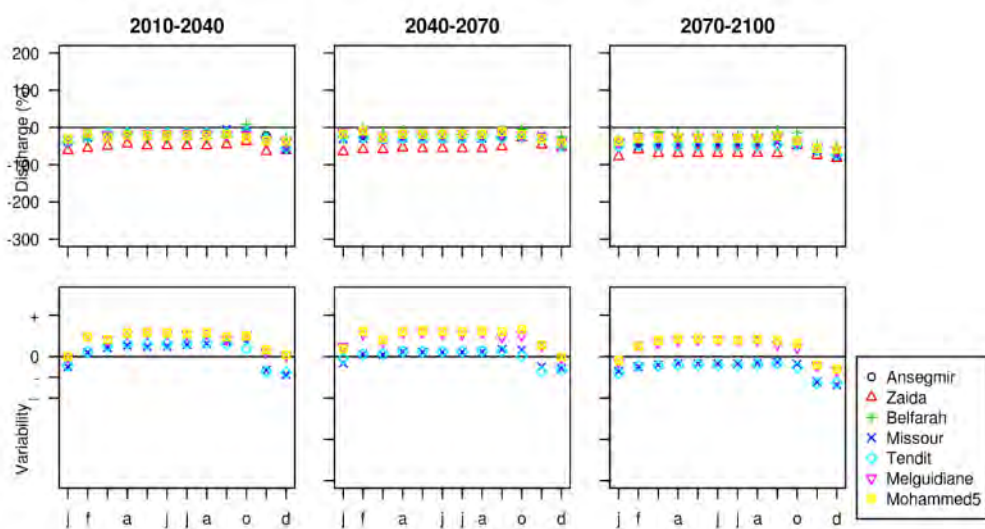 2010-2040 2040-2070 2070-2100
Discharge (%)
200
100
0
-100
-200
-300
Variability
+
0
-
j f a j a o d
j f a j j a o d
j f a j j a o d
Ansegmir
Zaida
Belfarah
Missour
Tendit
Melguidiane
Mohammed5